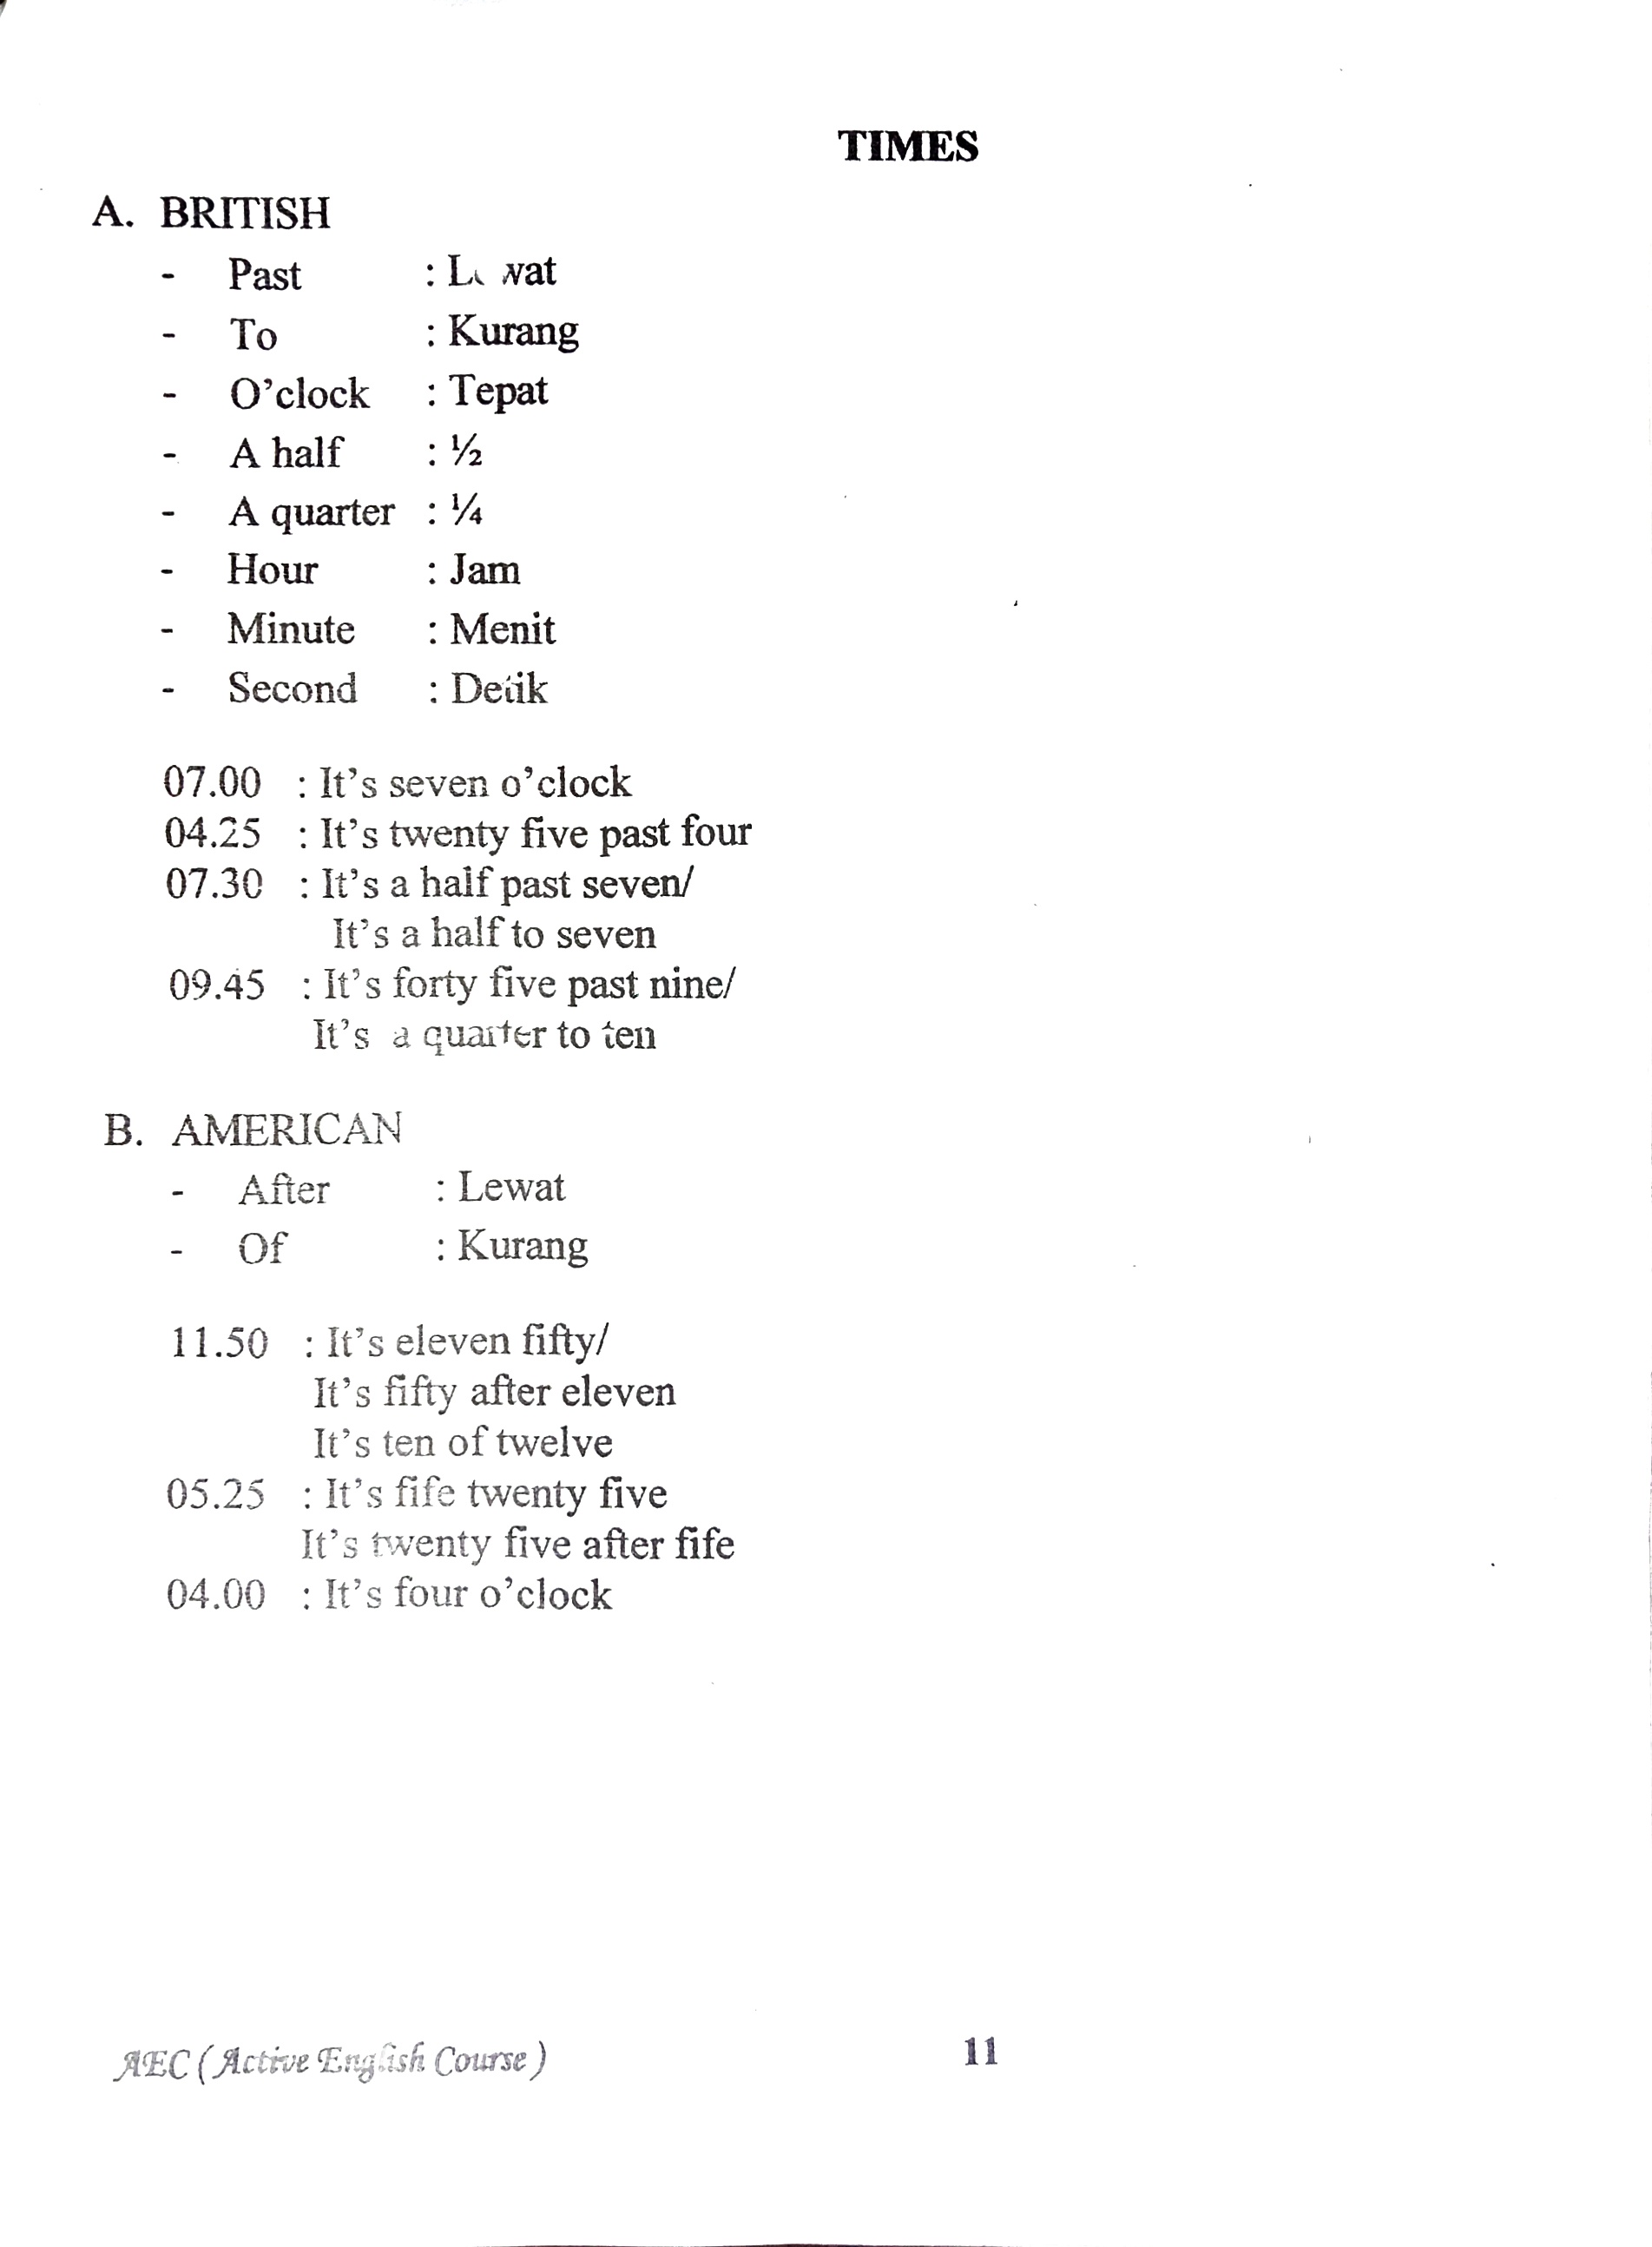 TIMES
A. BRITISH
- Past : Lewat
- To : Kurang
- O'clock : Tepat
- A half : ½
- A quarter : ¼
- Hour : Jam
- Minute : Menit
- Second : Detik
07.00 : It's seven o'clock
04.25 : It's twenty five past four
07.30 : It's a half past seven/
It's a half to seven
09.45 : It's forty five past nine/
It's a quarter to ten
B. AMERICAN
- After : Lewat
- Of : Kurang
11.50 : It's eleven fifty/
It's fifty after eleven
It's ten of twelve
05.25 : It's fife twenty five
It's twenty five after fife
04.00 : It's four o'clock
AEC ( Active English Course ) 11